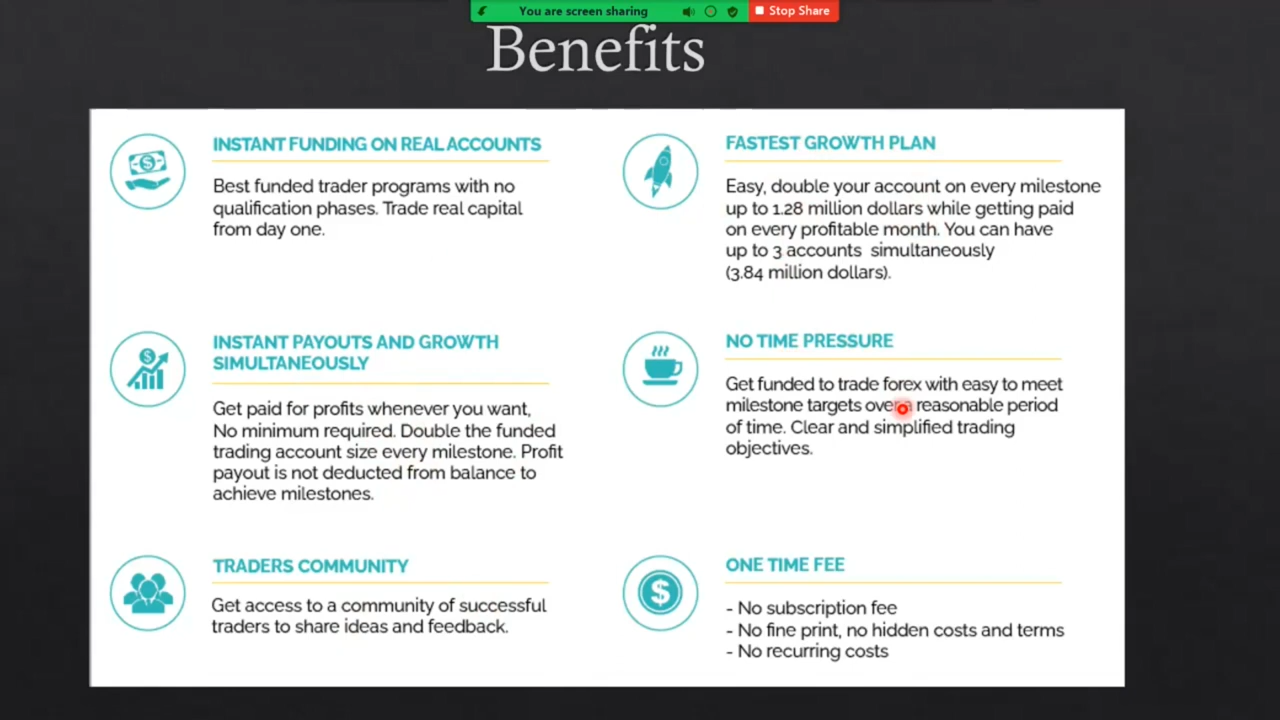 You are screen sharing
Stop Share
Benefits
INSTANT FUNDING ON REAL ACCOUNTS
Best funded trader programs with no
qualification phases. Trade real capital
from day one.
FASTEST GROWTH PLAN
Easy, double your account on every milestone
up to 1.28 million dollars while getting paid
on every profitable month. You can have
up to 3 accounts simultaneously
(3.84 million dollars).
INSTANT PAYOUTS AND GROWTH
SIMULTANEOUSLY
Get paid for profits whenever you want,
No minimum required. Double the funded
trading account size every milestone. Profit
payout is not deducted from balance to
achieve milestones.
NO TIME PRESSURE
Get funded to trade forex with easy to meet
milestone targets over a reasonable period
of time. Clear and simplified trading
objectives.
TRADERS COMMUNITY
Get access to a community of successful
traders to share ideas and feedback.
ONE TIME FEE
- No subscription fee
- No fine print, no hidden costs and terms
- No recurring costs